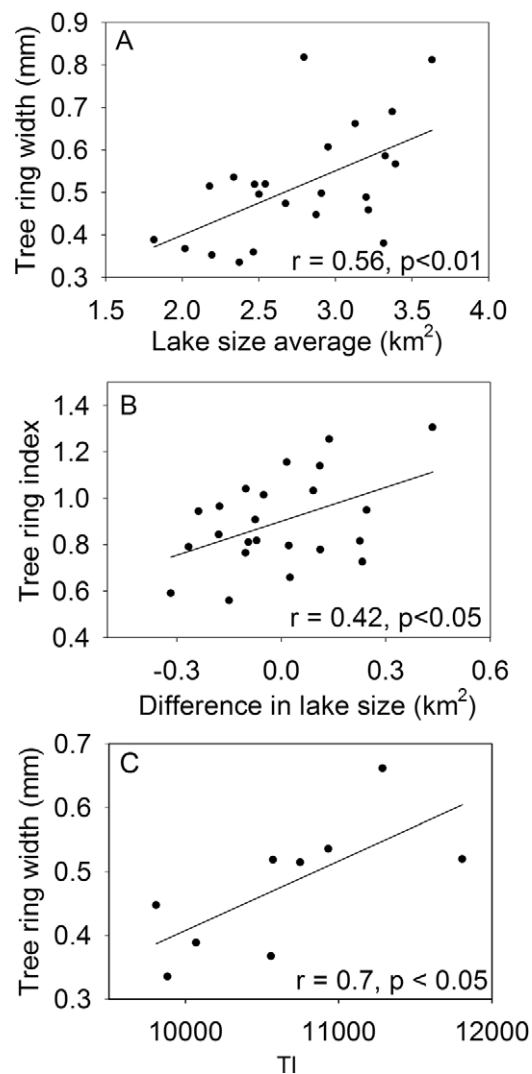 A
Tree ring width (mm)
0.9
0.8
0.7
0.6
0.5
0.4
0.3
r = 0.56, p<0.01
1.5 2.0 2.5 3.0 3.5 4.0
Lake size average (km²)
B
Tree ring index
1.4
1.2
1.0
0.8
0.6
0.4
r = 0.42, p<0.05
-0.3 0.0 0.3 0.6
Difference in lake size (km²)
C
Tree ring width (mm)
0.7
0.6
0.5
0.4
0.3
r = 0.7, p < 0.05
10000 11000 12000
TI